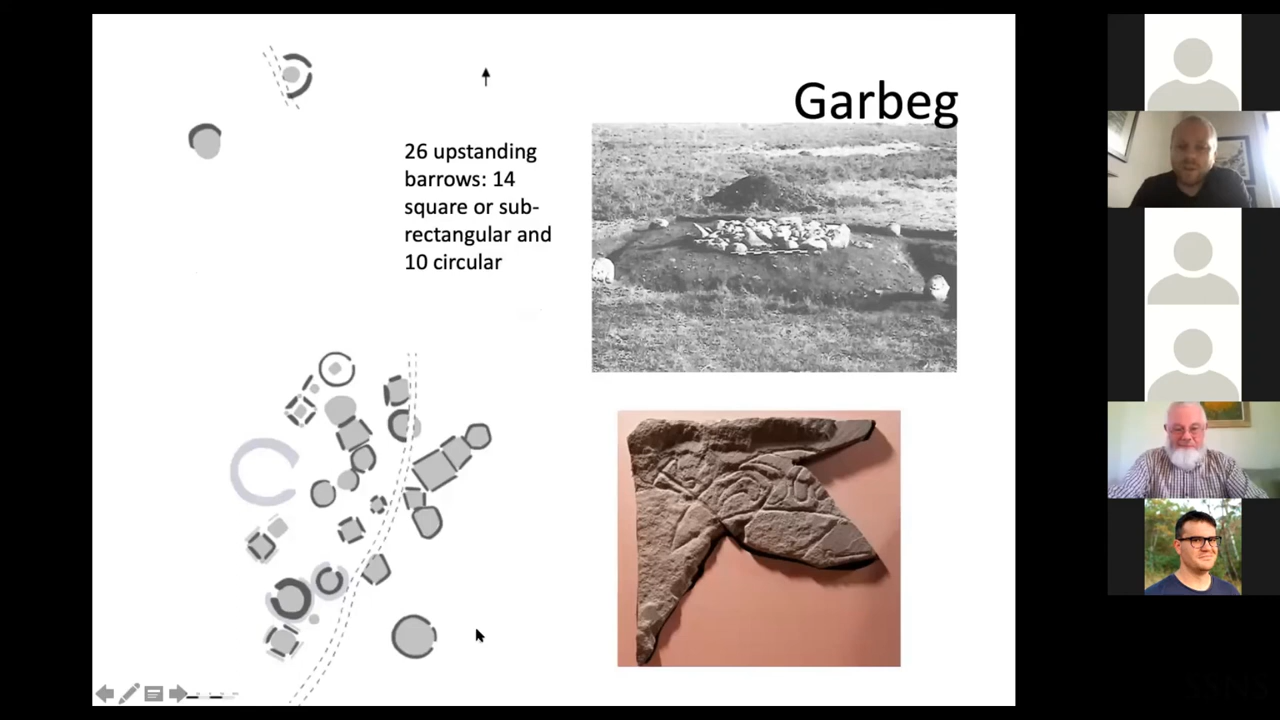 Garbeg
26 upstanding
barrows: 14
square or sub-
rectangular and
10 circular